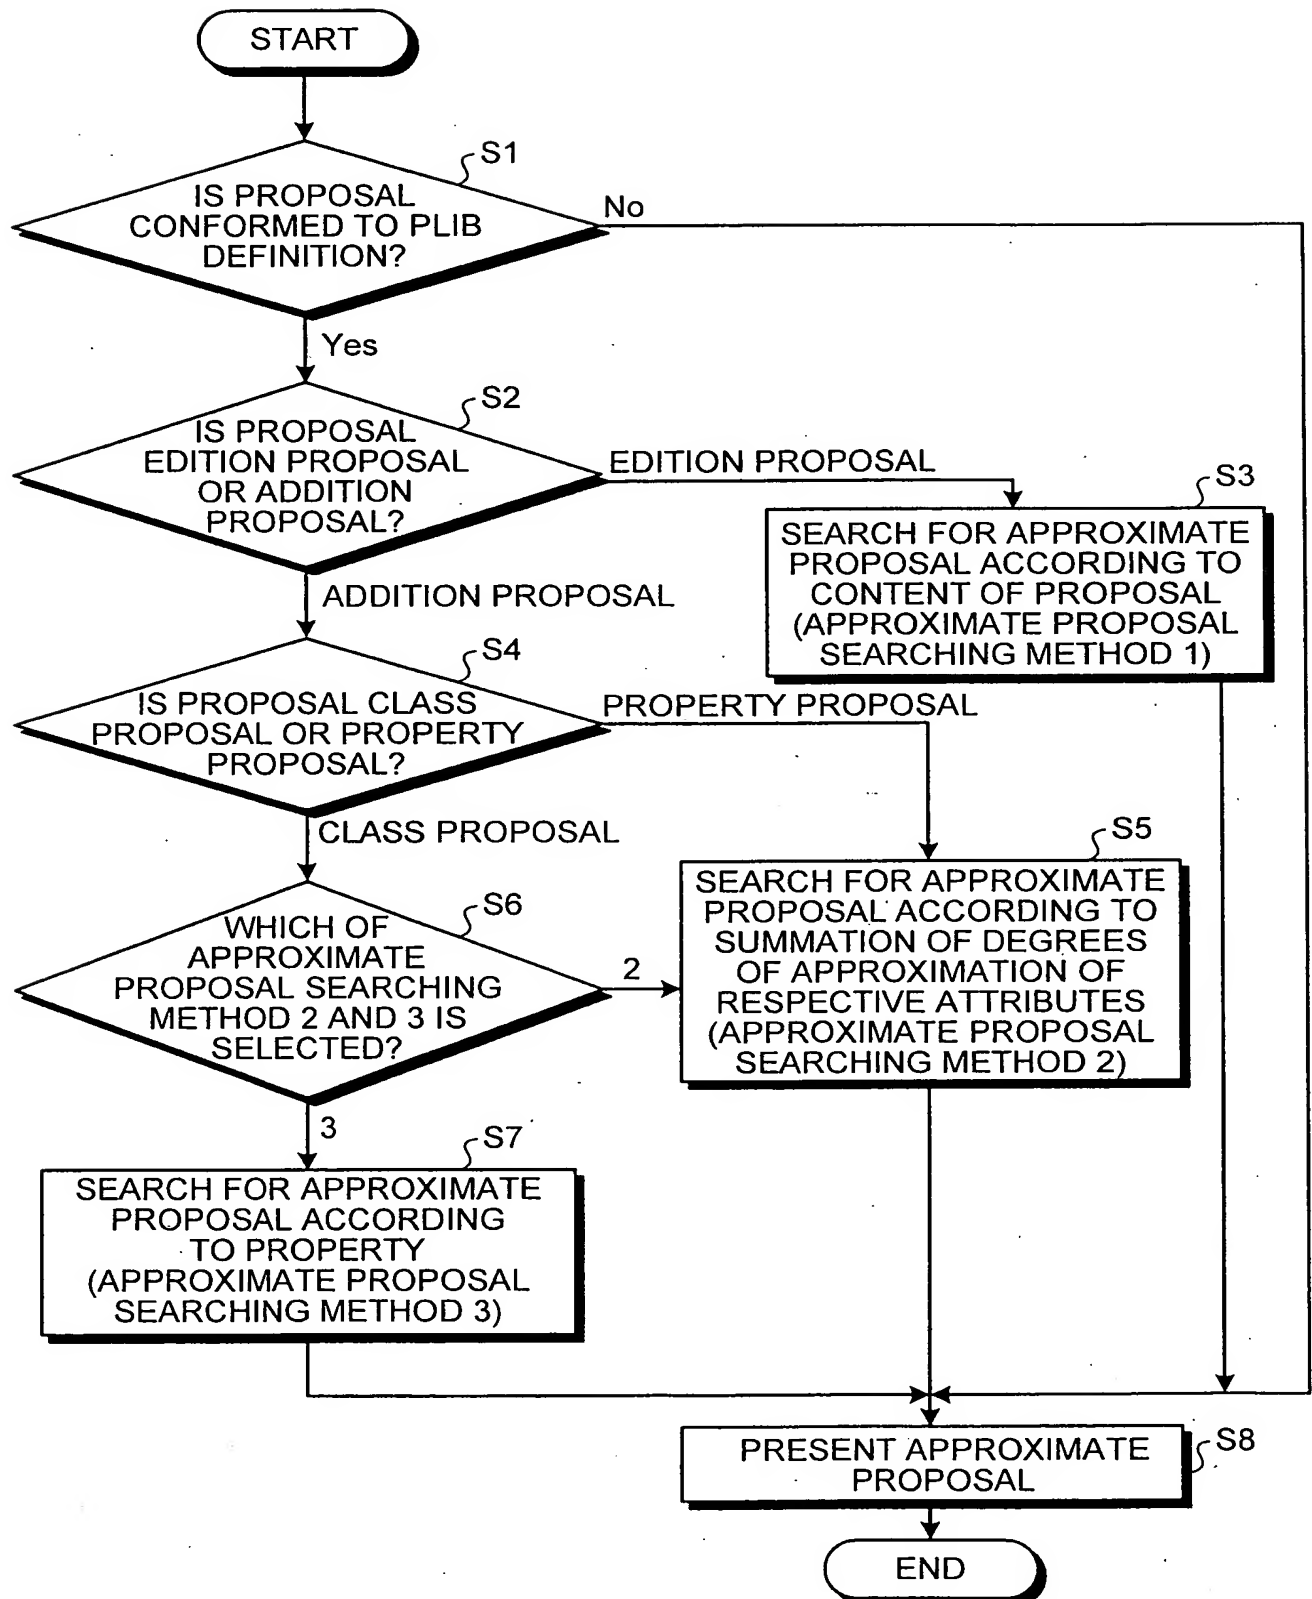 START
S1
IS PROPOSAL
CONFORMED TO PLIB
DEFINITION?
No
Yes
S2
IS PROPOSAL
EDITION PROPOSAL
OR ADDITION
PROPOSAL?
EDITION PROPOSAL
S3
SEARCH FOR APPROXIMATE
PROPOSAL ACCORDING TO
CONTENT OF PROPOSAL
(APPROXIMATE PROPOSAL
SEARCHING METHOD 1)
ADDITION PROPOSAL
S4
IS PROPOSAL CLASS
PROPOSAL OR PROPERTY
PROPOSAL?
PROPERTY PROPOSAL
CLASS PROPOSAL
S5
SEARCH FOR APPROXIMATE
PROPOSAL ACCORDING TO
SUMMATION OF DEGREES
OF APPROXIMATION OF
RESPECTIVE ATTRIBUTES
(APPROXIMATE PROPOSAL
SEARCHING METHOD 2)
S6
WHICH OF
APPROXIMATE
PROPOSAL SEARCHING
METHOD 2 AND 3 IS
SELECTED?
2
3
S7
SEARCH FOR APPROXIMATE
PROPOSAL ACCORDING
TO PROPERTY
(APPROXIMATE PROPOSAL
SEARCHING METHOD 3)
S8
PRESENT APPROXIMATE
PROPOSAL
END